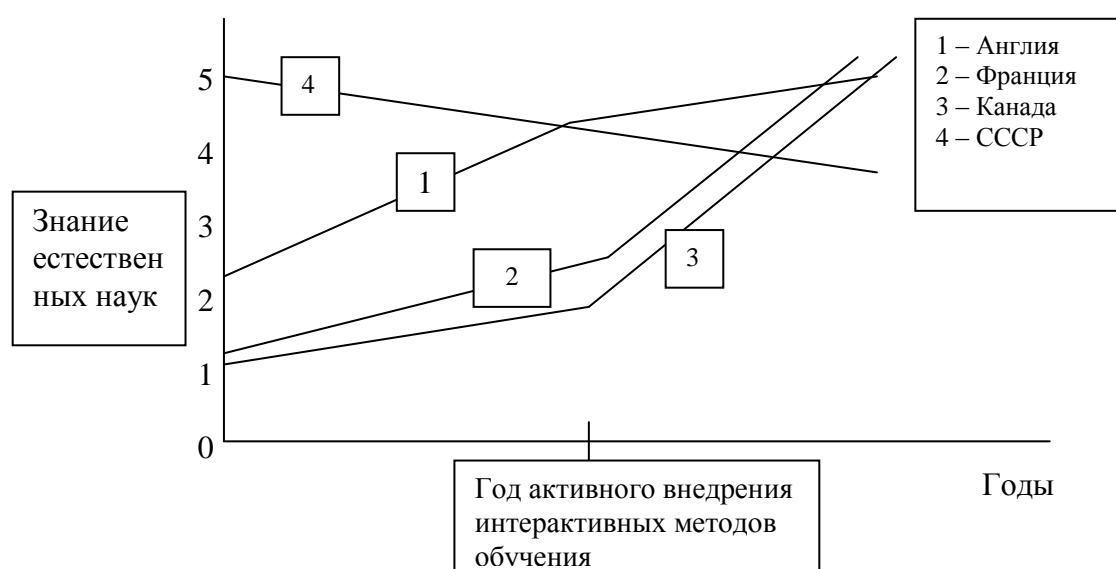 1 – Англия
2 – Франция
3 – Канада
4 – СССР
5
4
4
1
3
Знание
естествен
ных наук
2
3
2
1
0
Год активного внедрения
интерактивных методов
обучения
Годы